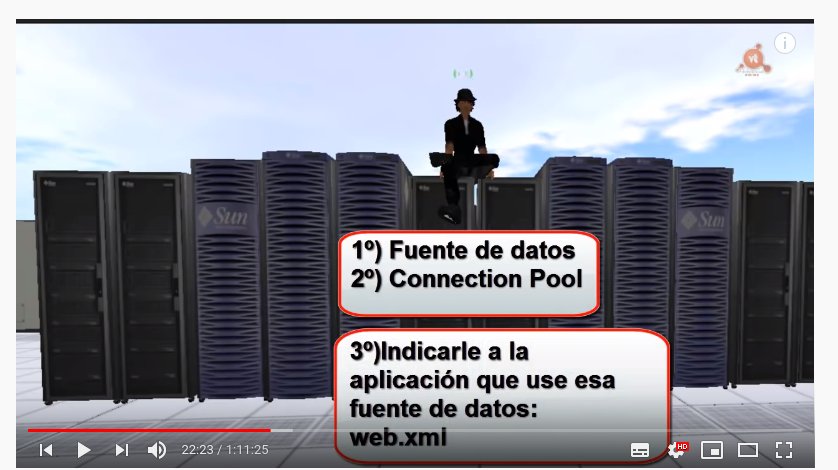 Sun
Sun
1º) Fuente de datos
2º) Connection Pool
3º)Indicarle a la
aplicación que use esa
fuente de datos:
web.xml
22:23 / 1:11:25
HD